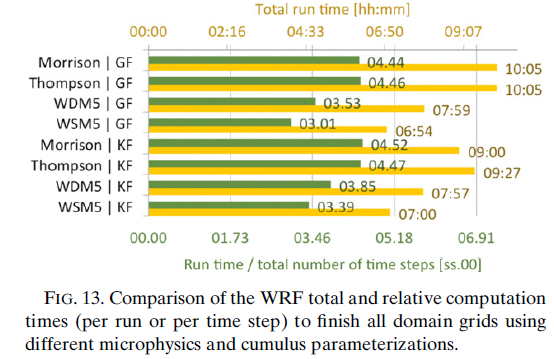 Total run time [hh:mm]
00:00 02:16 04:33 06:50 09:07
Morrison | GF 04.44 10:05
Thompson | GF 04.46 10:05
WDM5 | GF 03.53 07:59
WSM5 | GF 03.01 06:54
Morrison | KF 04.52 09:00
Thompson | KF 04.47 09:27
WDM5 | KF 03.85 07:57
WSM5 | KF 03.39 07:00
00.00 01.73 03.46 05.18 06.91
Run time / total number of time steps [ss.00]
FIG. 13. Comparison of the WRF total and relative computation
times (per run or per time step) to finish all domain grids using
different microphysics and cumulus parameterizations.